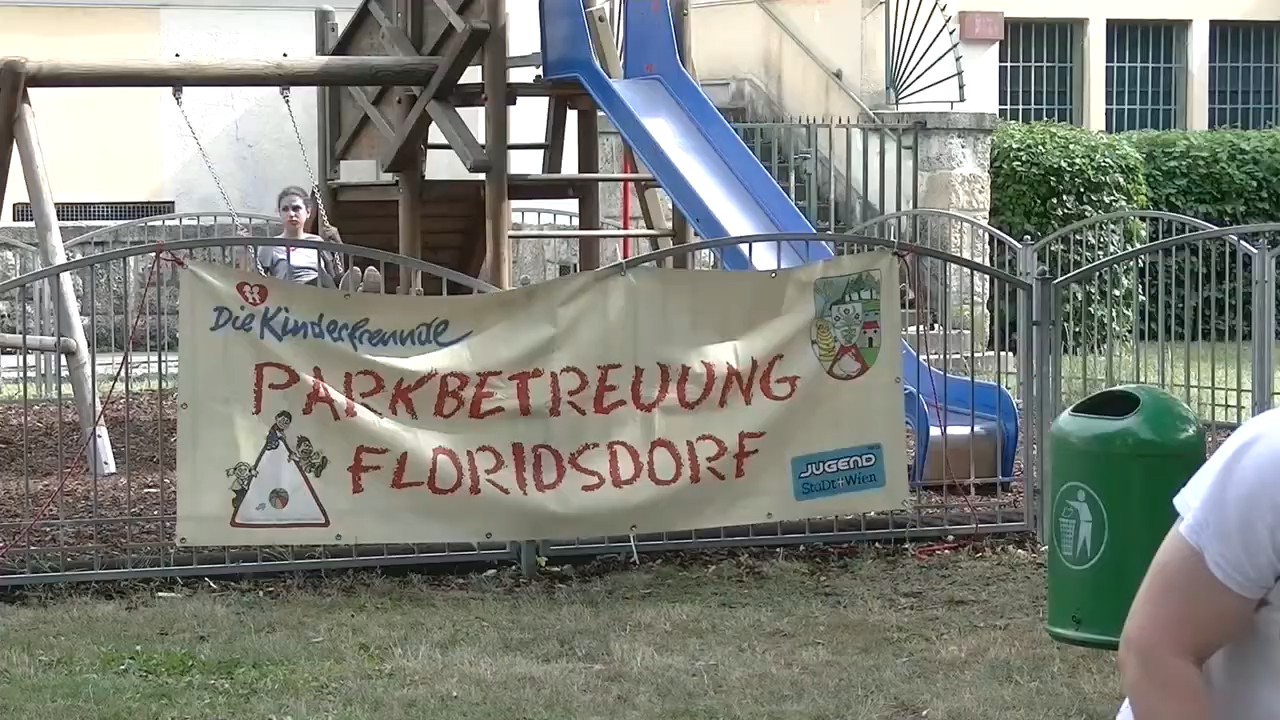 Die Kinderfreunde
PARKBETREUUNG
FLORIDSDORF
JUGEND
StaDt+Wien